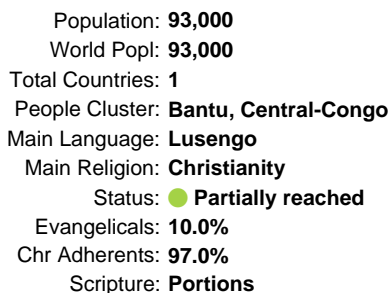 Population: 93,000
World Popl: 93,000
Total Countries: 1
People Cluster: Bantu, Central-Congo
Main Language: Lusengo
Main Religion: Christianity
Status: Partially reached
Evangelicals: 10.0%
Chr Adherents: 97.0%
Scripture: Portions